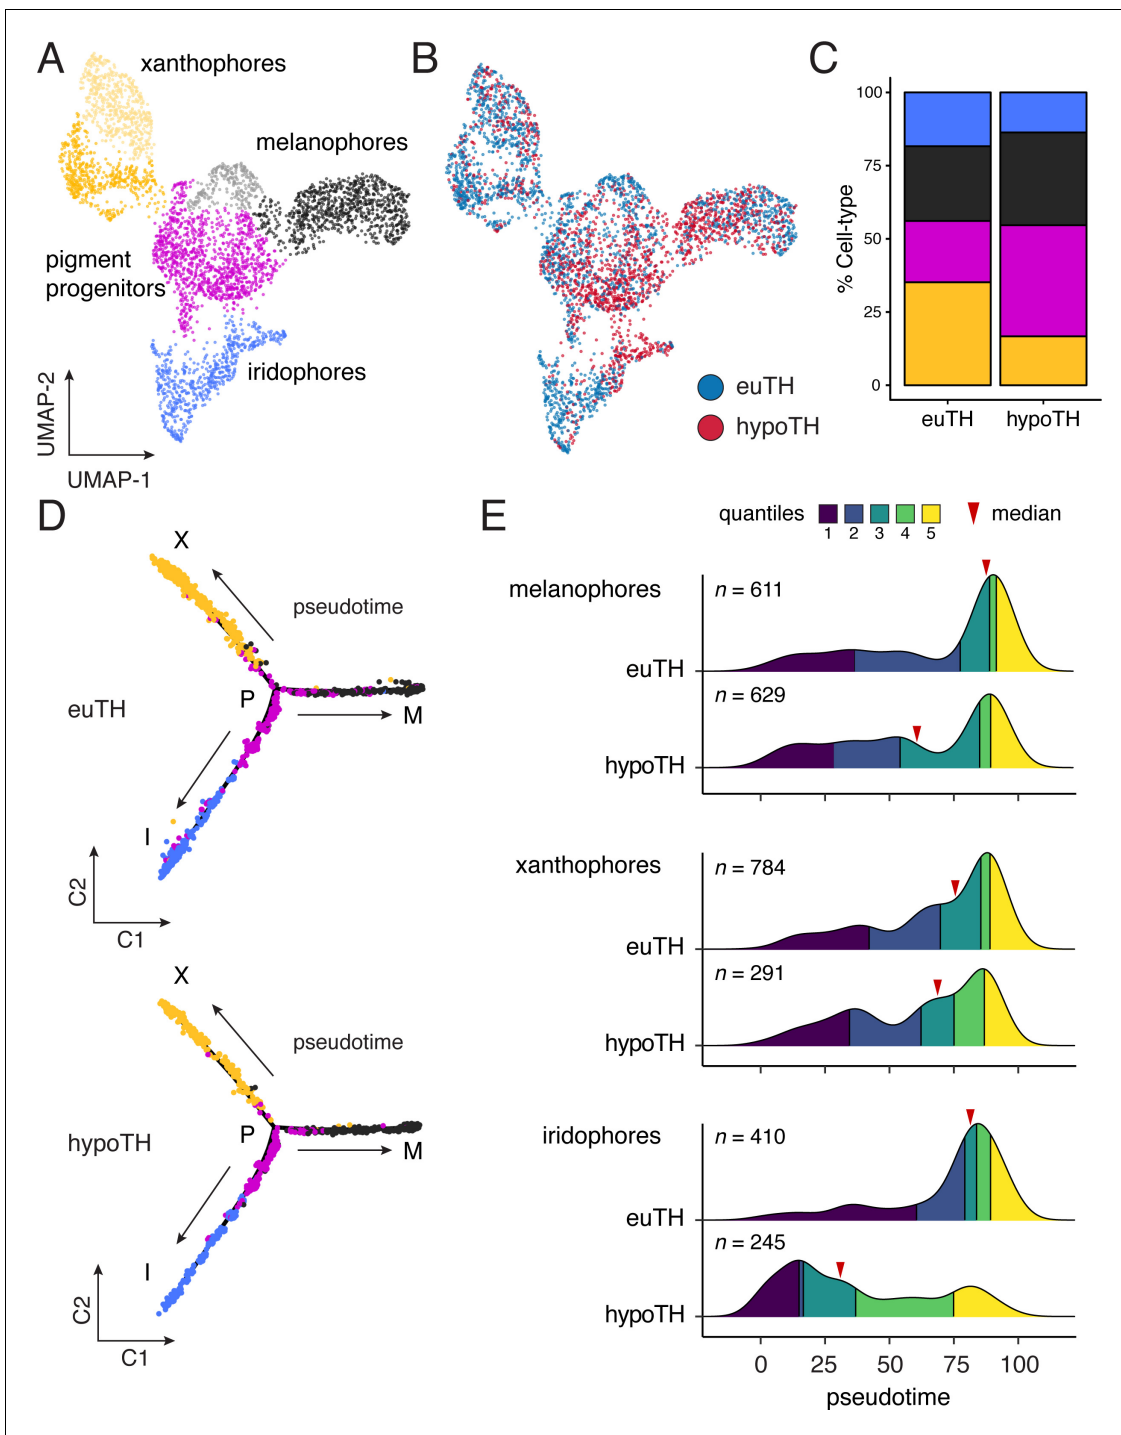 A
xanthophores
melanophores
pigment
progenitors
iridophores
UMAP-2
UMAP-1
B
euTH
hypoTH
C
% Cell-type
100
75
50
25
0
euTH
hypoTH
D
X
pseudotime
P
M
euTH
I
C2
C1
X
pseudotime
P
M
hypoTH
I
C2
C1
E
quantiles
1 2 3 4 5
median
melanophores
n = 611
euTH
n = 629
hypoTH
xanthophores
n = 784
euTH
n = 291
hypoTH
iridophores
n = 410
euTH
n = 245
hypoTH
0 25 50 75 100
pseudotime